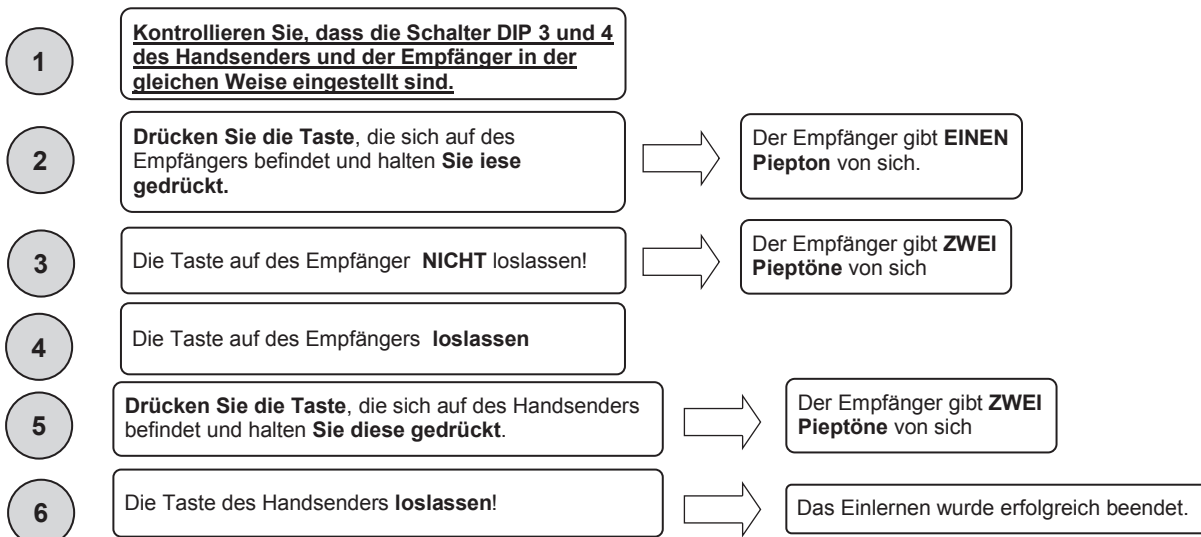 1
Kontrollieren Sie, dass die Schalter DIP 3 und 4
des Handsenders und der Empfänger in der
gleichen Weise eingestellt sind.
2
Drücken Sie die Taste, die sich auf des
Empfängers befindet und halten Sie iese
gedrückt.
Der Empfänger gibt EINEN
Piepton von sich.
3
Die Taste auf des Empfänger NICHT loslassen!
Der Empfänger gibt ZWEI
Pieptöne von sich
4
Die Taste auf des Empfängers loslassen
5
Drücken Sie die Taste, die sich auf des Handsenders
befindet und halten Sie diese gedrückt.
Der Empfänger gibt ZWEI
Pieptöne von sich
6
Die Taste des Handsenders loslassen!
Das Einlernen wurde erfolgreich beendet.